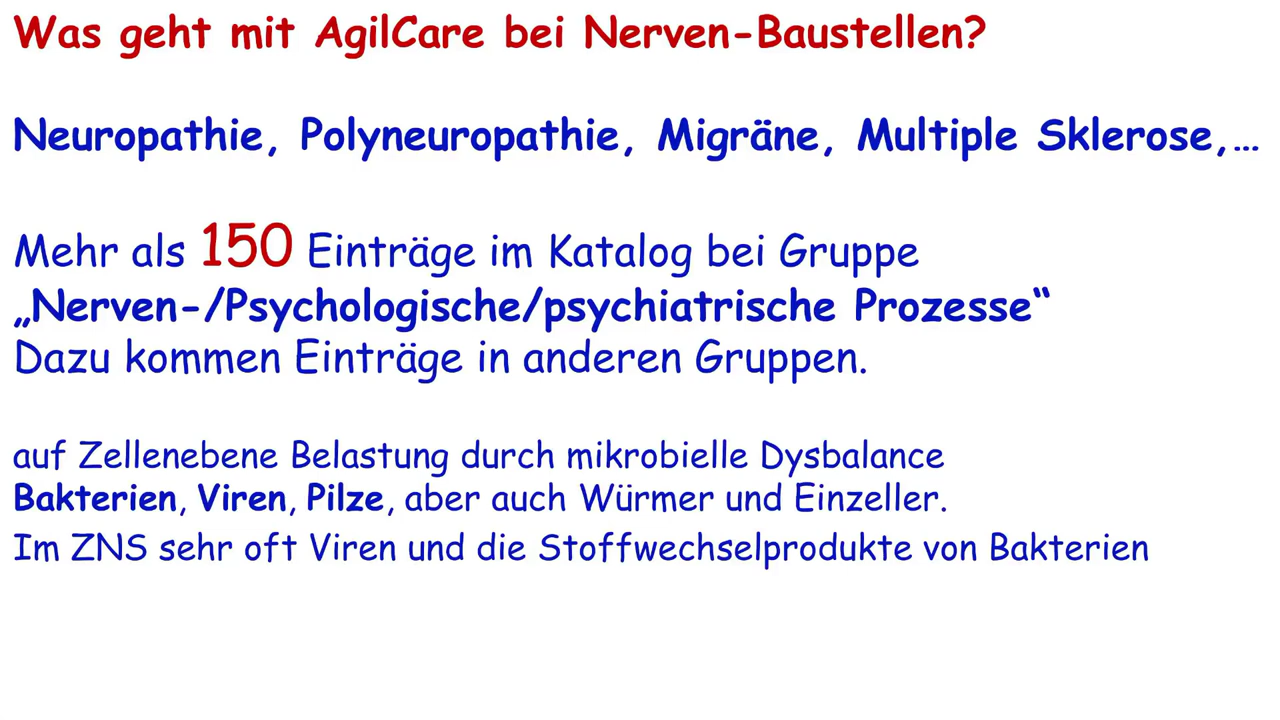 Was geht mit AgilCare bei Nerven-Baustellen?
Neuropathie, Polyneuropathie, Migräne, Multiple Sklerose,...
Mehr als 150 Einträge im Katalog bei Gruppe
„Nerven-/Psychologische/psychiatrische Prozesse“
Dazu kommen Einträge in anderen Gruppen.
auf Zellenebene Belastung durch mikrobielle Dysbalance
Bakterien, Viren, Pilze, aber auch Würmer und Einzeller.
Im ZNS sehr oft Viren und die Stoffwechselprodukte von Bakterien